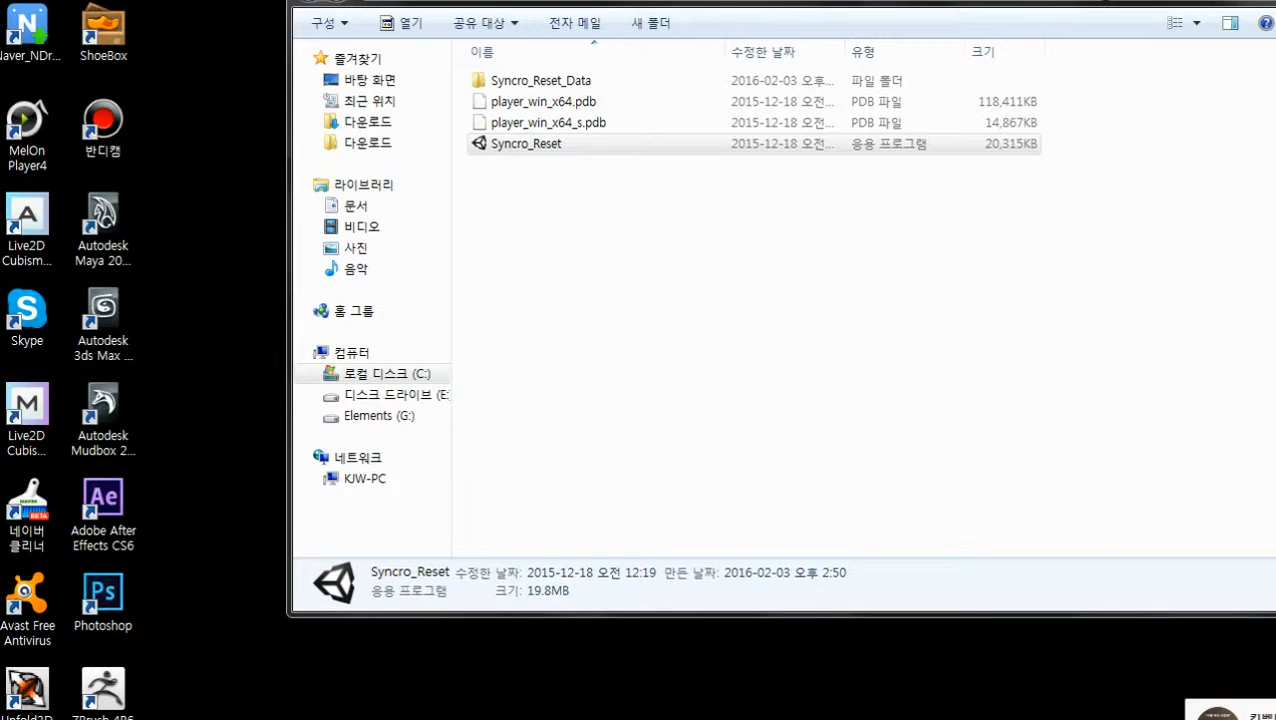 Naver_NDr...
ShoeBox
MelOn
Player4
반디캠
Live2D
Cubism...
Autodesk
Maya 20...
Skype
Autodesk
3ds Max ...
Live2D
Cubis...
Autodesk
Mudbox 2...
네이버
클리너
Adobe After
Effects CS6
Avast Free
Antivirus
Photoshop
구성
열기
공유 대상
전자 메일
새 폴더
즐겨찾기
바탕 화면
최근 위치
다운로드
다운로드
라이브러리
문서
비디오
사진
음악
홈 그룹
컴퓨터
로컬 디스크 (C:)
디스크 드라이브 (E:
Elements (G:)
네트워크
KJW-PC
이름 수정한 날짜 유형 크기
Syncro_Reset_Data 2016-02-03 오후... 파일 폴더
player_win_x64.pdb 2015-12-18 오전... PDB 파일 118,411KB
player_win_x64_s.pdb 2015-12-18 오전... PDB 파일 14,867KB
Syncro_Reset 2015-12-18 오전... 응용 프로그램 20,315KB
Syncro_Reset 수정한 날짜: 2015-12-18 오전 12:19 만든 날짜: 2016-02-03 오후 2:50
응용 프로그램 크기: 19.8MB